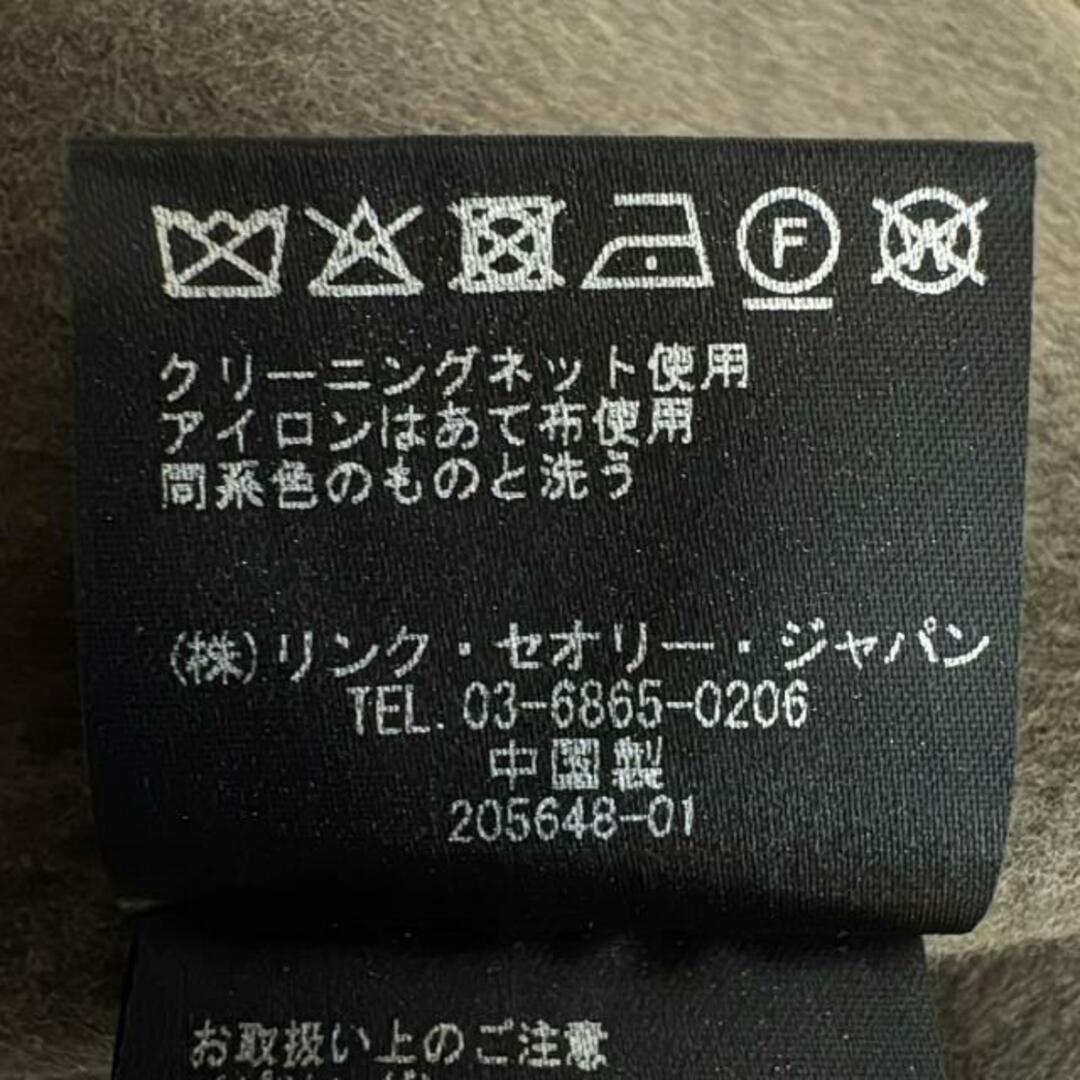 F
クリーニングネット使用
アイロンはあて布使用
同系色のものと洗う
(株)リンク・セオリー・ジャパン
TEL. 03-6865-0206
中国製
205648-01
お取扱い上のご注意